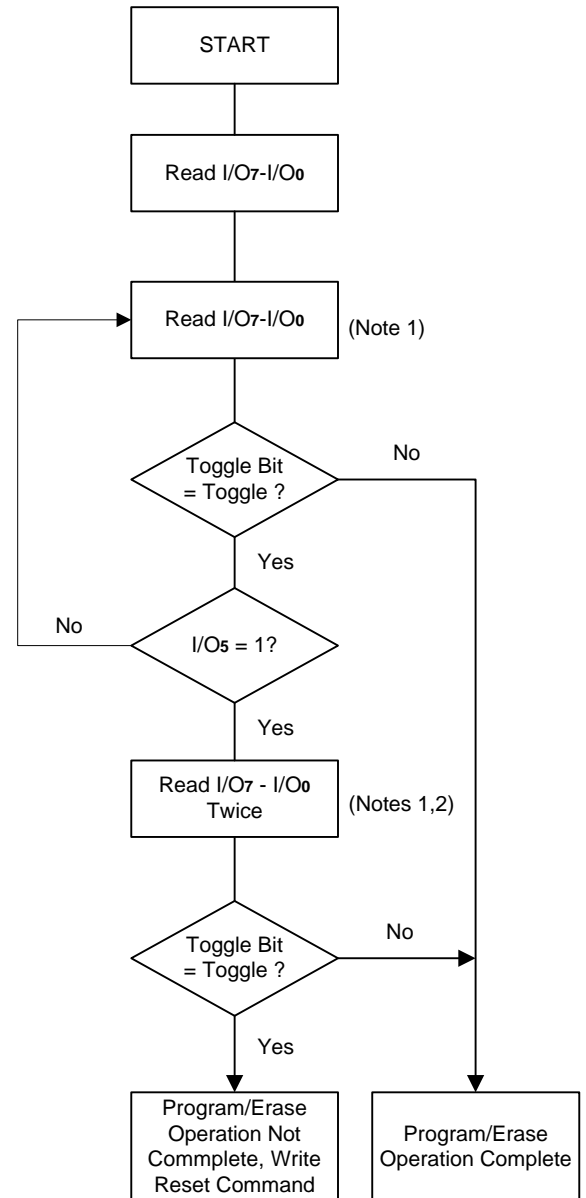 START
Read I/O7-I/O0
Read I/O7-I/O0
(Note 1)
Toggle Bit
= Toggle ?
No
Yes
No
I/O5 = 1?
Yes
Read I/O7 - I/O0
Twice
(Notes 1,2)
Toggle Bit
= Toggle ?
No
Yes
Program/Erase
Operation Not
Commplete, Write
Reset Command
Program/Erase
Operation Complete